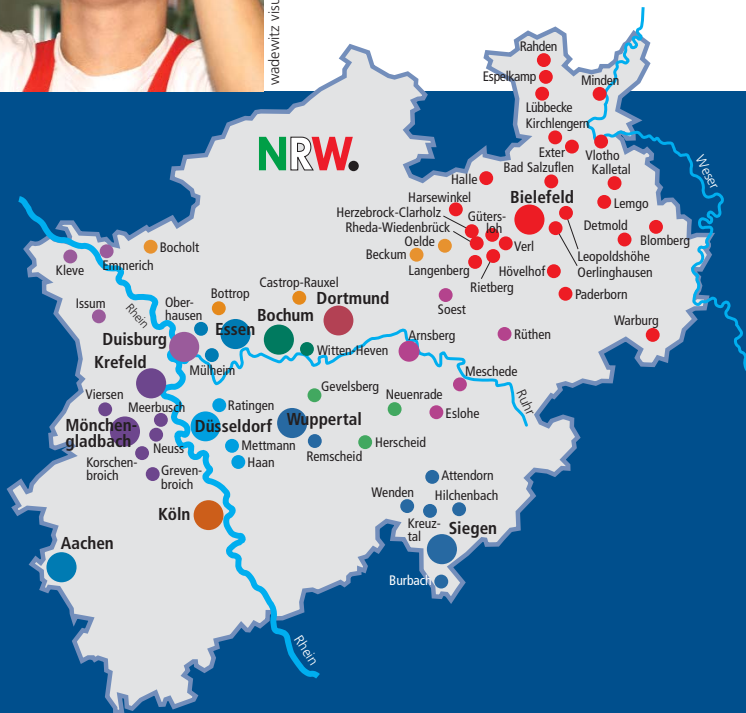 wadewitz visu
NRW.
Rahden
Espelkamp
Minden
Lübbecke
Kirchlengern
Exter
Vlotho
Bad Salzuflen
Kalletal
Weser
Halle
Bielefeld
Harsewinkel
Lemgo
Herzebrock-Clarholz
Güters-
loh
Rheda-Wiedenbrück
Detmold
Blomberg
Oelde
Verl
Beckum
Leopoldshöhe
Langenberg
Hövelhof
Oerlinghausen
Rietberg
Paderborn
Bocholt
Emmerich
Kleve
Castrop-Rauxel
Bottrop
Dortmund
Issum
Rhein
Ober-
hausen
Essen
Bochum
Soest
Warburg
Duisburg
Witten-Heven
Arnsberg
Rüthen
Krefeld
Mülheim
Meschede
Viersen
Gevelsberg
Neuenrade
Ruhr
Meerbusch
Ratingen
Eslohe
Mönchen-
gladbach
Düsseldorf
Wuppertal
Neuss
Mettmann
Remscheid
Herscheid
Korschen-
broich
Haan
Greven-
broich
Attendorn
Wenden
Hilchenbach
Köln
Kreuz-
tal
Siegen
Aachen
Burbach
Rhein